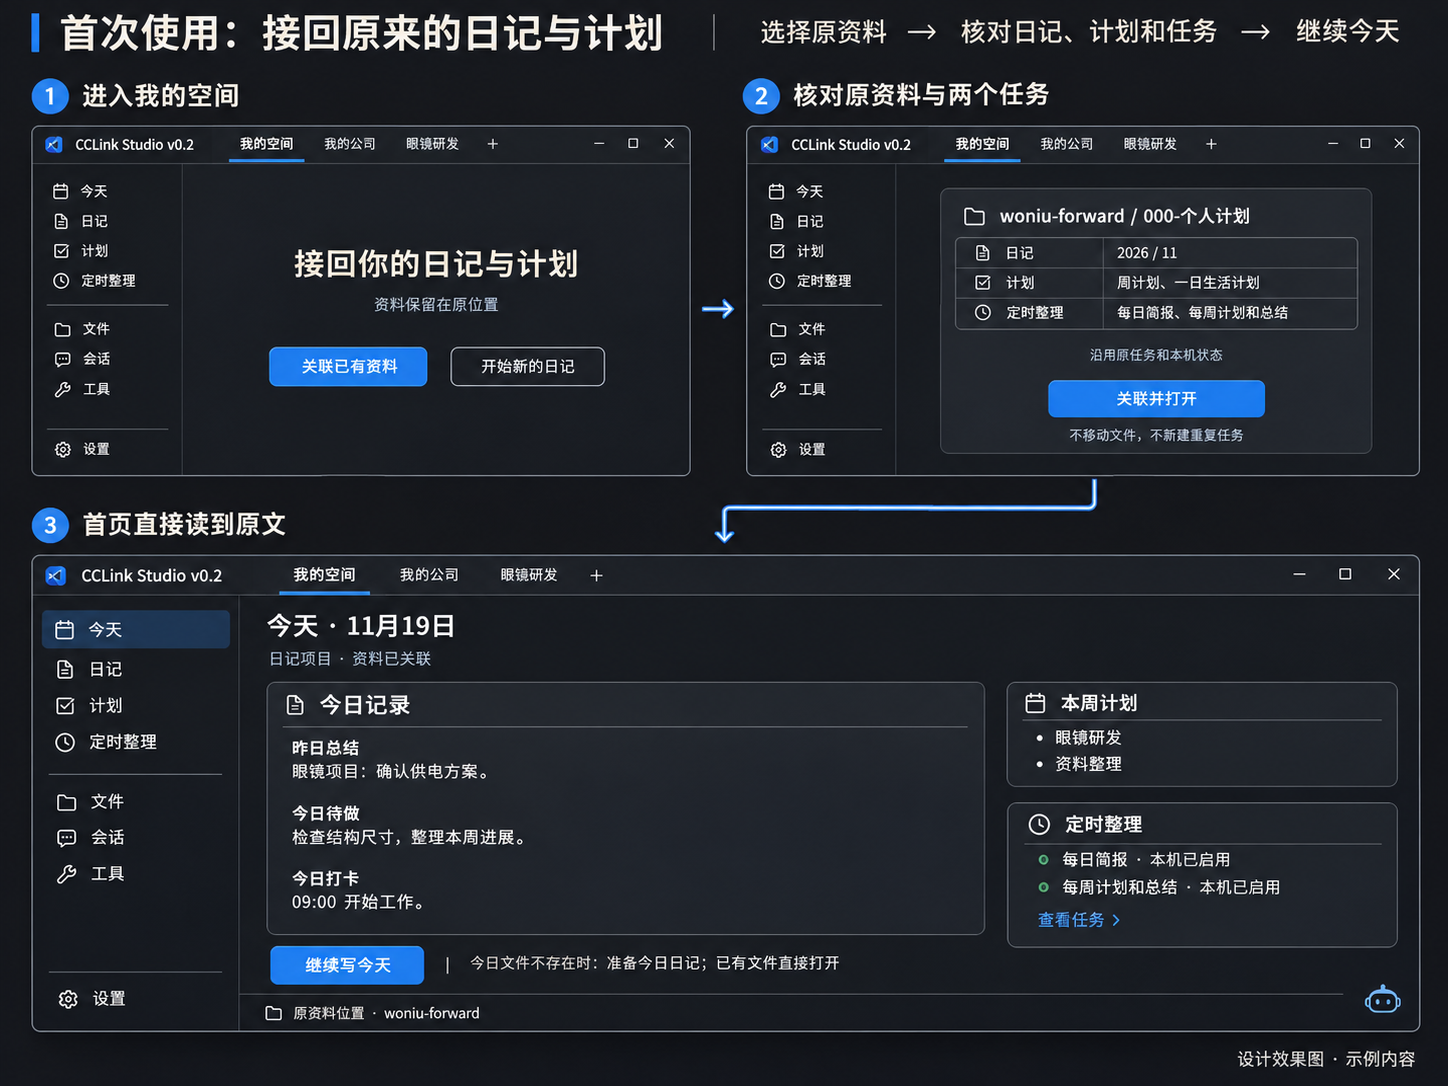 首次使用：接回原来的日记与计划
选择原资料 → 核对日记、计划和任务 → 继续今天
1 进入我的空间
CCLink Studio v0.2 我的空间 我的公司 眼镜研发 +
今天
日记
计划
定时整理
文件
会话
工具
设置
接回你的日记与计划
资料保留在原位置
关联已有资料 开始新的日记
2 核对原资料与两个任务
CCLink Studio v0.2 我的空间 我的公司 眼镜研发 +
今天
日记
计划
定时整理
文件
会话
工具
设置
woniu-forward / 000-个人计划
日记 2026 / 11
计划 周计划、一日生活计划
定时整理 每日简报、每周计划和总结
沿用原任务和本机状态
关联并打开
不移动文件，不新建重复任务
3 首页直接读到原文
CCLink Studio v0.2 我的空间 我的公司 眼镜研发 +
今天
日记
计划
定时整理
文件
会话
工具
设置
今天 · 11月19日
日记项目 · 资料已关联
今日记录
昨日总结
眼镜项目：确认供电方案。
今日待做
检查结构尺寸，整理本周进展。
今日打卡
09:00 开始工作。
本周计划
• 眼镜研发
• 资料整理
定时整理
每日简报 · 本机已启用
每周计划和总结 · 本机已启用
查看任务 >
继续写今天 | 今日文件不存在时：准备今日日记；已有文件直接打开
原资料位置 · woniu-forward
设计效果图 · 示例内容